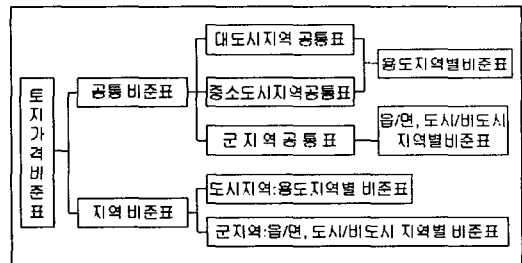 토지가격비준표
공통 비준표
대도시지역 공통표
중소도시지역공통표
용도지역별비준표
군 지 역 공 통 표
읍/면, 도시/비도시
지역별비준표
지역 비준표
도시지역:용도지역별 비준표
군지역:읍/면, 도시/비도시 지역별 비준표